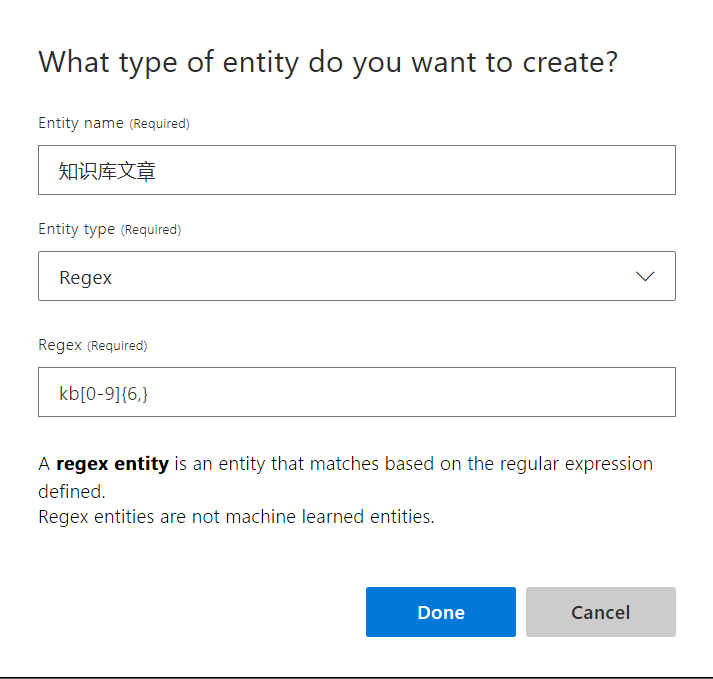 What type of entity do you want to create?
Entity name (Required)
知识库文章
Entity type (Required)
Regex
Regex (Required)
kb[0-9]{6,}
A regex entity is an entity that matches based on the regular expression
defined.
Regex entities are not machine learned entities.
Done
Cancel